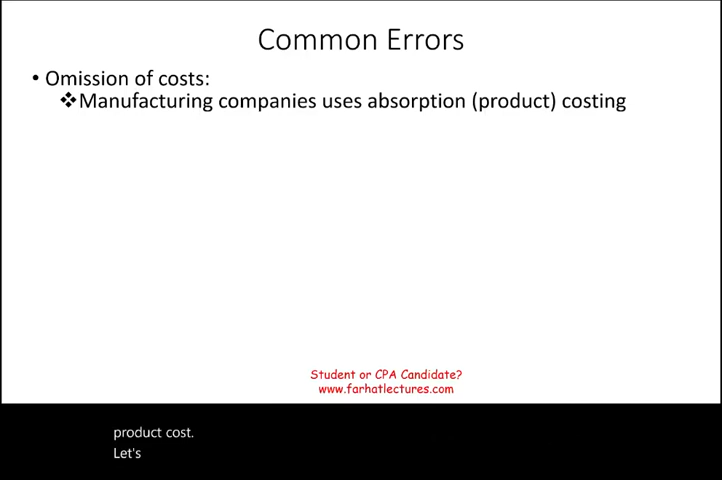 Common Errors
• Omission of costs:
❖Manufacturing companies uses absorption (product) costing
Student or CPA Candidate?
www.farhatlectures.com
product cost.
Let's